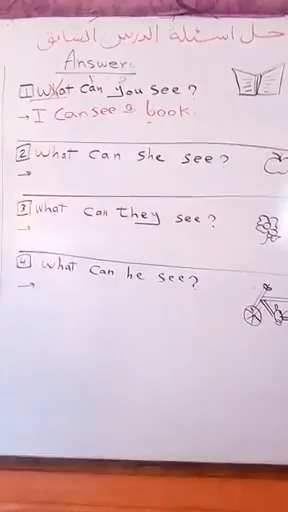 حل اسئلة الدرس السابق
Answer:
1 What can you see?
→ I can see a book.
2 What can she see?
→
3 What can they see?
→
4 What can he see?
→